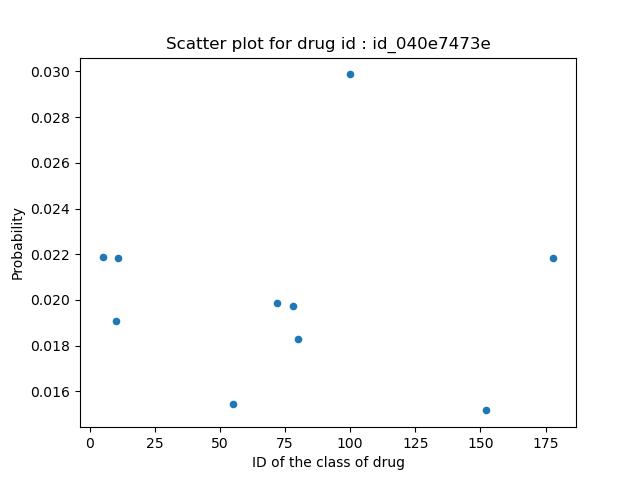 Scatter plot for drug id : id_040e7473e
0.030
0.028
0.026
0.024
0.022
0.020
0.018
0.016
Probability
0 25 50 75 100 125 150 175
ID of the class of drug